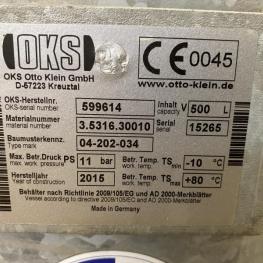 OKS
CE 0045
OKS Otto Klein GmbH
D-57223 Kreuztal
www.otto-klein.de
OKS-Herstellnr. 599614 Inhalt V 500 L
OKS-serial number capacity
Materialnummer 3.5316.30010 Serial 15265
material number serial
Baumusterkennz. 04-202-034
Type mark
Max. Betr.Druck PS 11 bar Betr. Temp. TS min -10 °C
max. work. pressure work. Temp.
Herstelljahr 2015 Betr. Temp. TS max +80 °C
Year of construction work. Temp.
Behälter nach Richtlinie 2009/105/EG und AD 2000-Merkblätter
Vessel according to directive 2009/105/EG and AD 2000-Merkblätter
Made in Germany